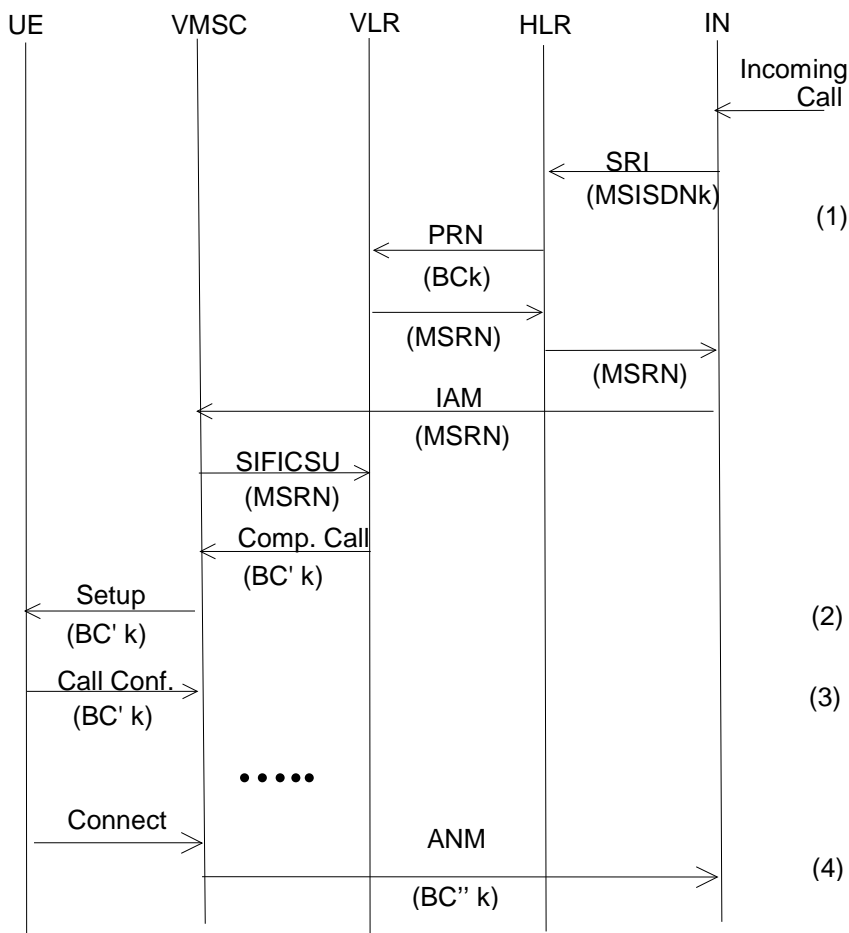 UE VMSC VLR HLR IN
Incoming
Call
SRI
(MSISDNk)
(1)
PRN
(BCk)
(MSRN)
(MSRN)
IAM
(MSRN)
SIFICSU
(MSRN)
Comp. Call
(BC' k)
Setup
(2)
(BC' k)
Call Conf.
(3)
(BC' k)
•••••
Connect
ANM
(4)
(BC’’ k)